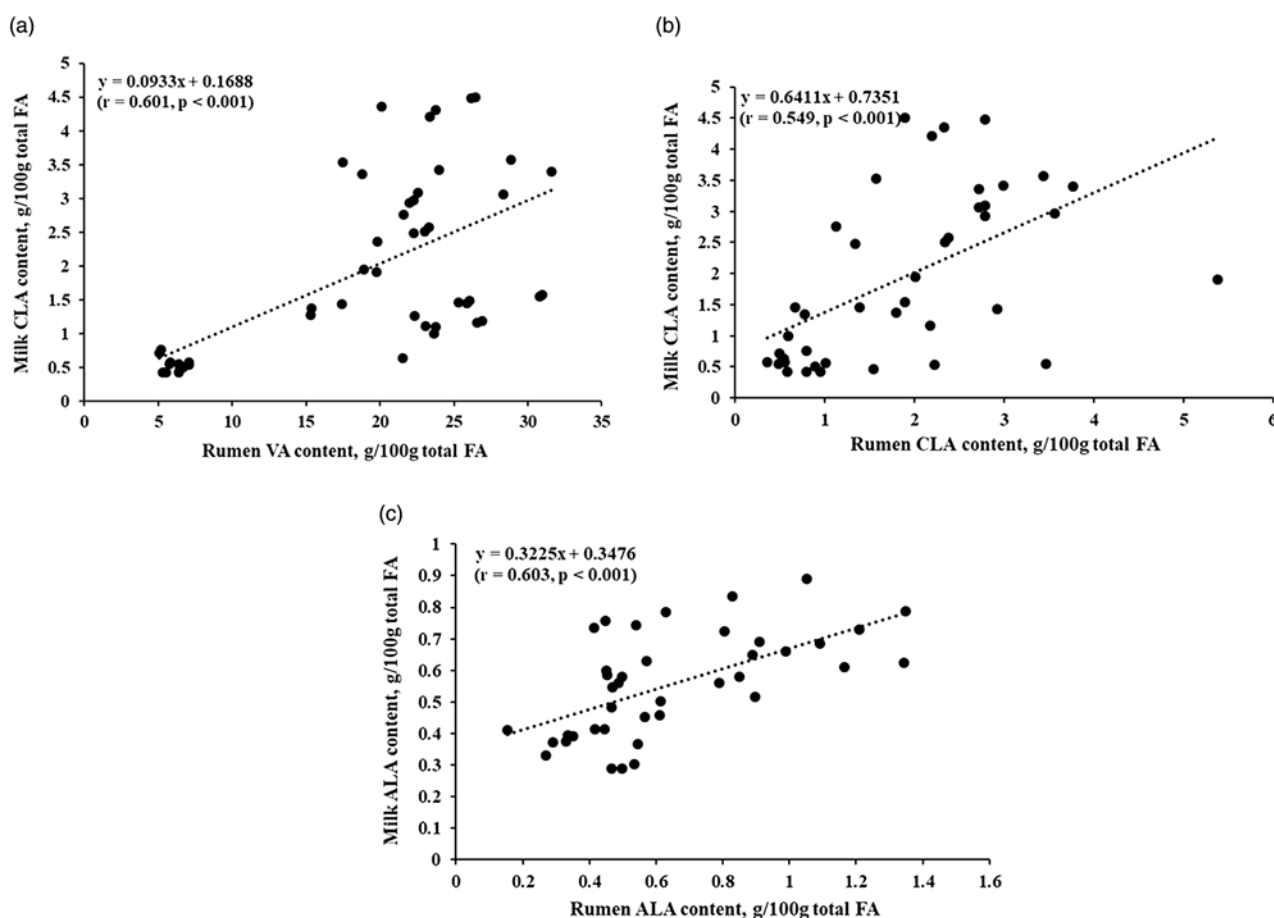 (a)
y = 0.0933x + 0.1688
(r = 0.601, p < 0.001)
Milk CLA content, g/100g total FA
5
4.5
4
3.5
3
2.5
2
1.5
1
0.5
0
0 5 10 15 20 25 30 35
Rumen VA content, g/100g total FA
(b)
y = 0.6411x + 0.7351
(r = 0.549, p < 0.001)
Milk CLA content, g/100g total FA
5
4.5
4
3.5
3
2.5
2
1.5
1
0.5
0
0 1 2 3 4 5 6
Rumen CLA content, g/100g total FA
(c)
y = 0.3225x + 0.3476
(r = 0.603, p < 0.001)
Milk ALA content, g/100g total FA
1
0.9
0.8
0.7
0.6
0.5
0.4
0.3
0.2
0.1
0
0 0.2 0.4 0.6 0.8 1 1.2 1.4 1.6
Rumen ALA content, g/100g total FA